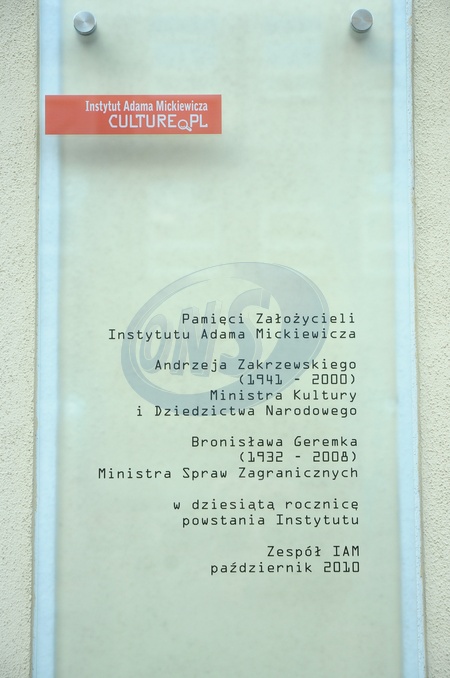 Instytut Adama Mickiewicza
CULTURE.PL
ONS
Pamięci Założycieli
Instytutu Adama Mickiewicza
Andrzeja Zakrzewskiego
(1941 - 2000)
Ministra Kultury
i Dziedzictwa Narodowego
Bronisława Geremka
(1932 - 2008)
Ministra Spraw Zagranicznych
w dziesiątą rocznicę
powstania Instytutu
Zespół IAM
październik 2010